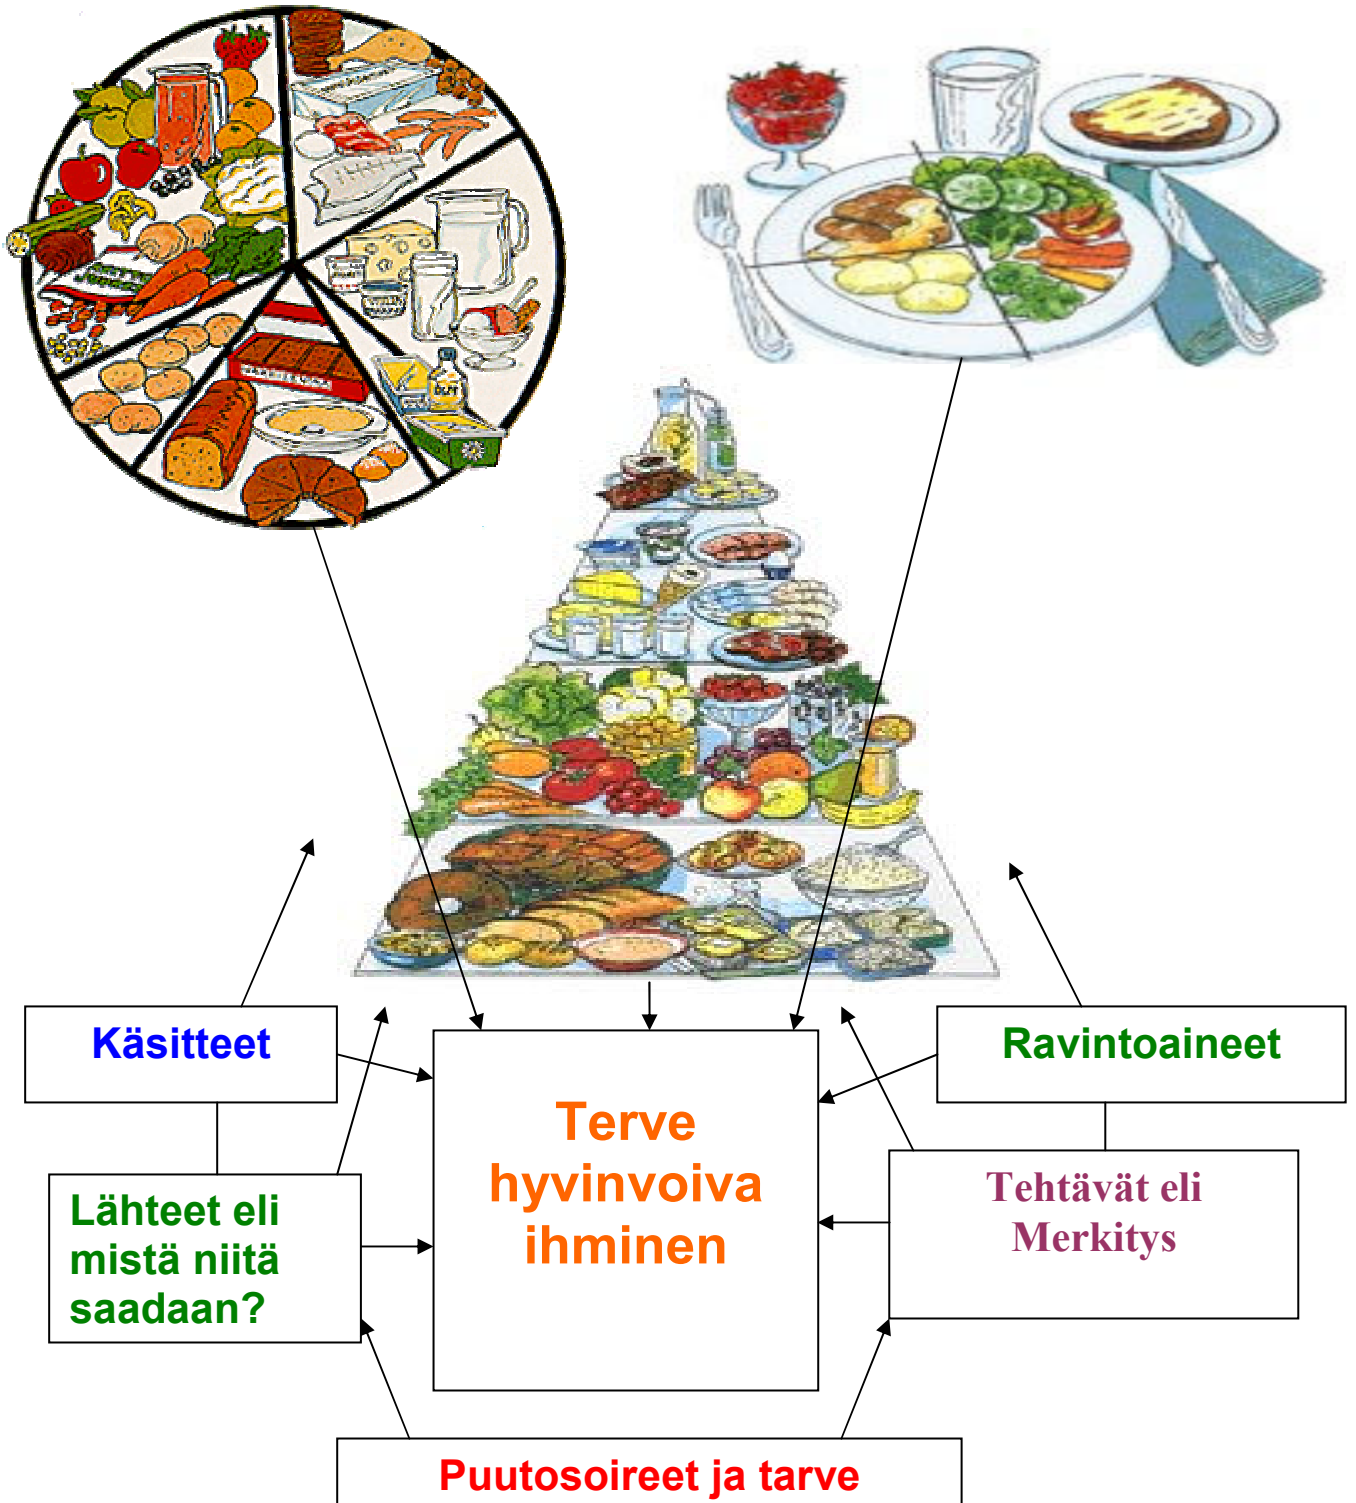 Käsitteet
Ravintoaineet
Terve
hyvinvoiva
ihminen
Lähteet eli
mistä niitä
saadaan?
Tehtävät eli
Merkitys
Puutosoireet ja tarve